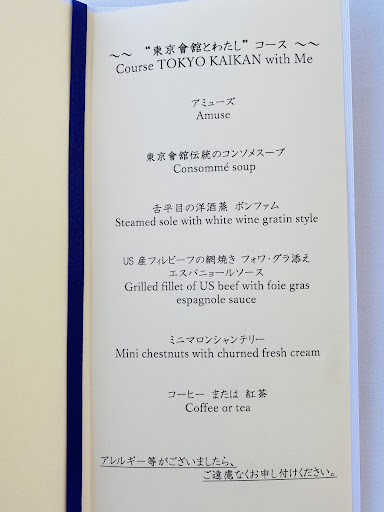 ～～ “東京會舘とわたし” コース ～～
Course TOKYO KAIKAN with Me
アミューズ
Amuse
東京會舘伝統のコンソメスープ
Consommé soup
舌平目の洋酒蒸 ボンファム
Steamed sole with white wine gratin style
US産フィレビーフの網焼き フォワ・グラ添え
エスパニョールソース
Grilled fillet of US beef with foie gras
espagnole sauce
ミニマロンシャンテリー
Mini chestnuts with churned fresh cream
コーヒー または 紅茶
Coffee or tea
アレルギー等がございましたら、
ご遠慮なくお申し付けください。